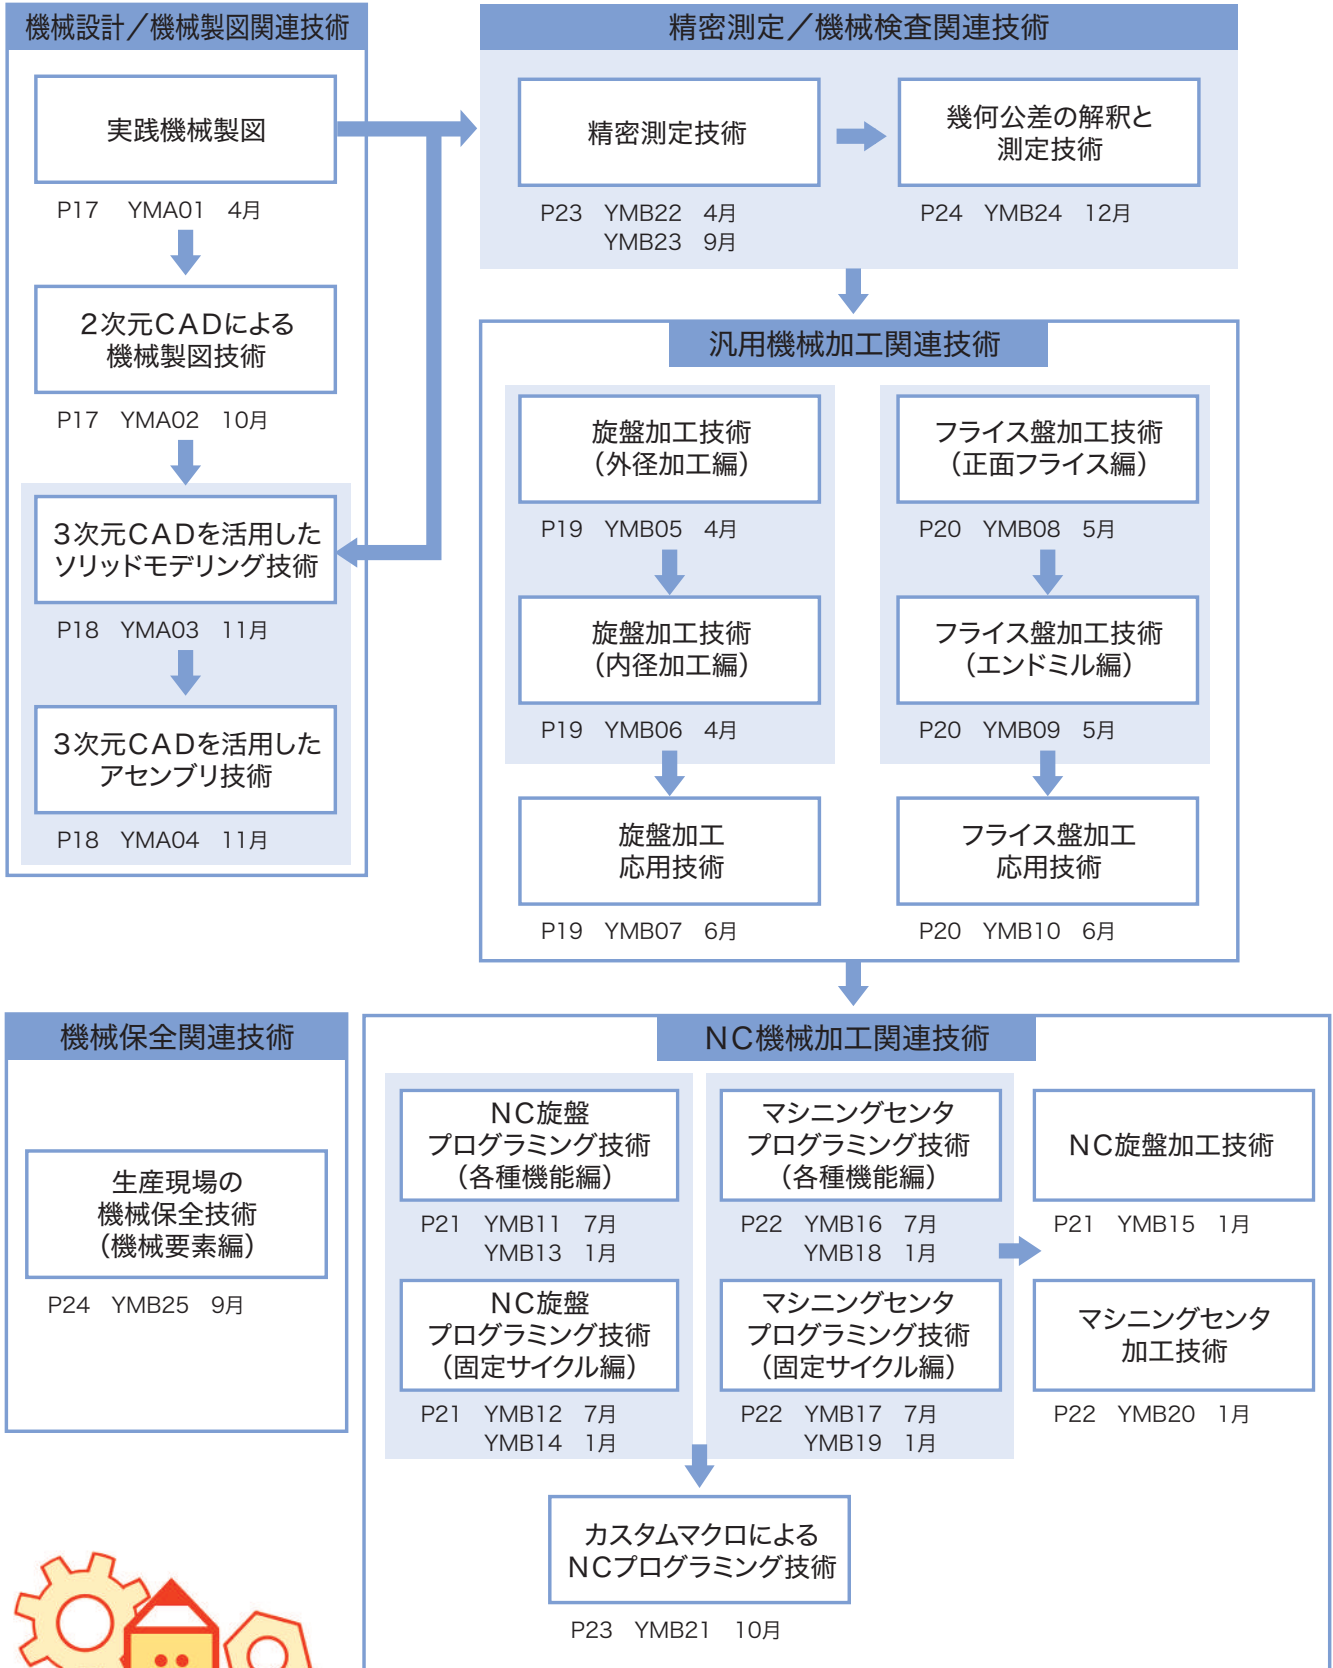 機械設計／機械製図関連技術
実践機械製図
P17 YMA01 4月
２次元ＣＡＤによる
機械製図技術
P17 YMA02 10月
３次元ＣＡＤを活用した
ソリッドモデリング技術
P18 YMA03 11月
３次元ＣＡＤを活用した
アセンブリ技術
P18 YMA04 11月
精密測定／機械検査関連技術
精密測定技術
P23 YMB22 4月
YMB23 9月
幾何公差の解釈と
測定技術
P24 YMB24 12月
汎用機械加工関連技術
旋盤加工技術
（外径加工編）
P19 YMB05 4月
旋盤加工技術
（内径加工編）
P19 YMB06 4月
旋盤加工
応用技術
P19 YMB07 6月
フライス盤加工技術
（正面フライス編）
P20 YMB08 5月
フライス盤加工技術
（エンドミル編）
P20 YMB09 5月
フライス盤加工
応用技術
P20 YMB10 6月
機械保全関連技術
生産現場の
機械保全技術
（機械要素編）
P24 YMB25 9月
ＮＣ機械加工関連技術
ＮＣ旋盤
プログラミング技術
（各種機能編）
P21 YMB11 7月
YMB13 1月
ＮＣ旋盤
プログラミング技術
（固定サイクル編）
P21 YMB12 7月
YMB14 1月
マシニングセンタ
プログラミング技術
（各種機能編）
P22 YMB16 7月
YMB18 1月
マシニングセンタ
プログラミング技術
（固定サイクル編）
P22 YMB17 7月
YMB19 1月
ＮＣ旋盤加工技術
P21 YMB15 1月
マシニングセンタ
加工技術
P22 YMB20 1月
カスタムマクロによる
ＮＣプログラミング技術
P23 YMB21 10月